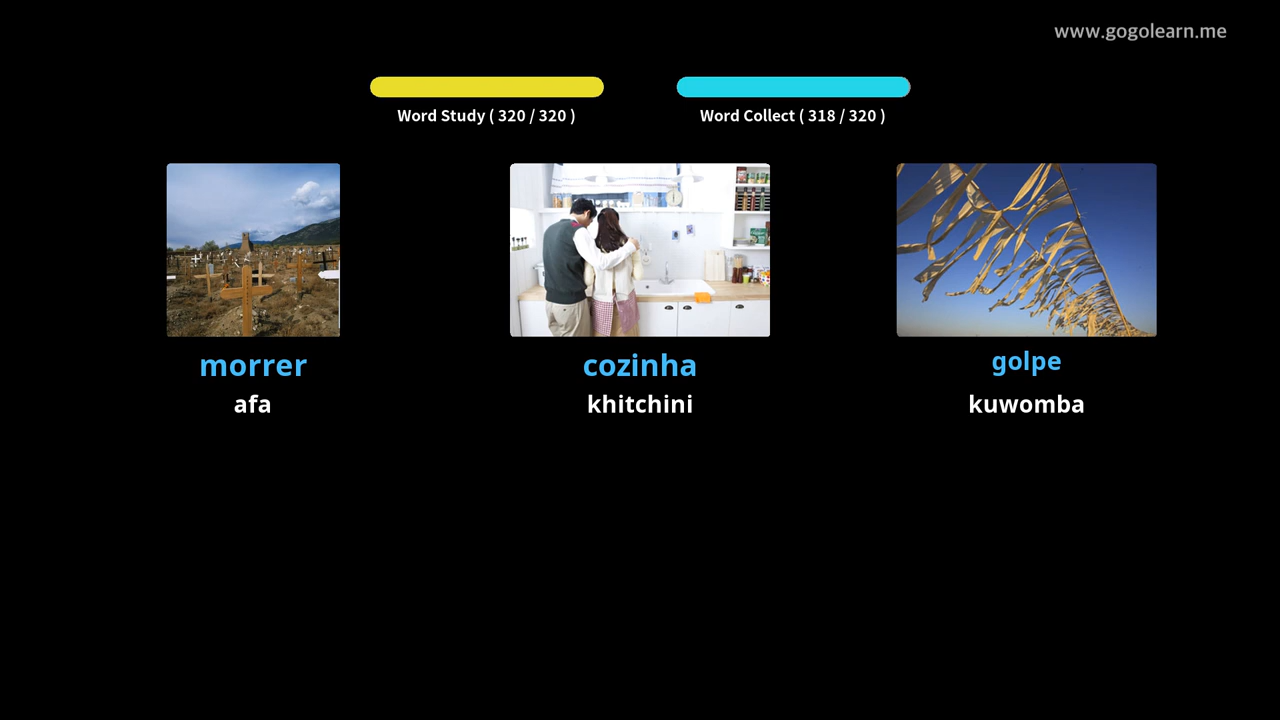 www.gogolearn.me
Word Study ( 320 / 320 )
Word Collect ( 318 / 320 )
morrer
afa
cozinha
khitchini
golpe
kuwomba